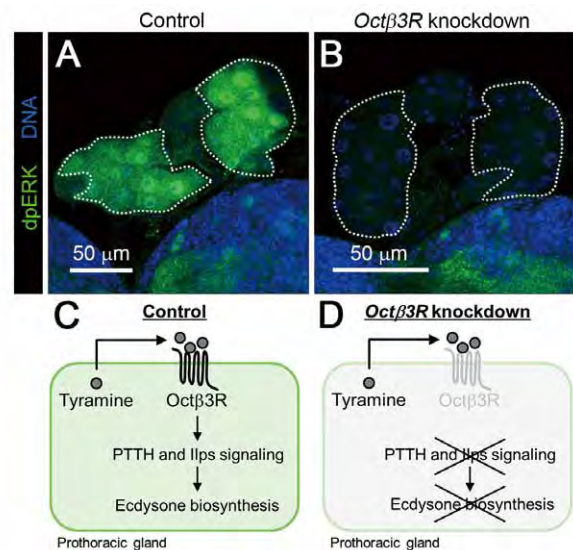 Control
Octβ3R knockdown
A
B
dpERK DNA
50 μm
50 μm
C
Control
D
Octβ3R knockdown
Tyramine
Octβ3R
PTTH and Ilps signaling
Ecdysone biosynthesis
Prothoracic gland
Tyramine
Octβ3R
PTTH and Ilps signaling
Ecdysone biosynthesis
Prothoracic gland